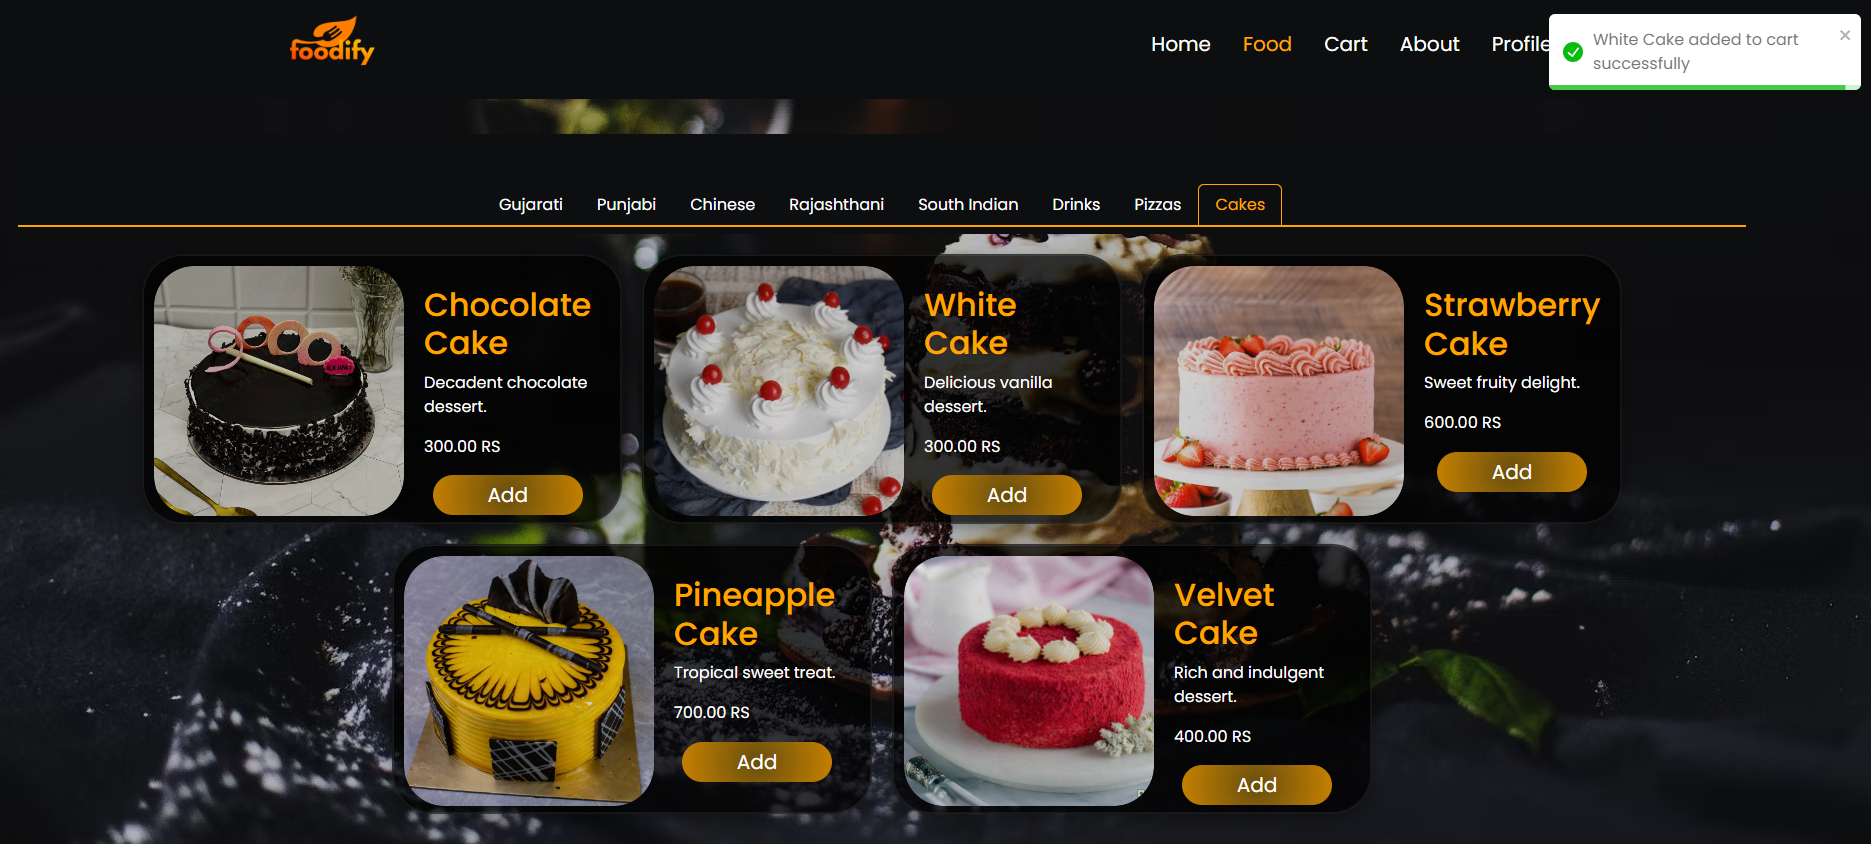 foodify
Home Food Cart About Profile
White Cake added to cart
successfully
Gujarati Punjabi Chinese Rajashthani South Indian Drinks Pizzas Cakes
Chocolate
Cake
Decadent chocolate
dessert.
300.00 RS
Add
White
Cake
Delicious vanilla
dessert.
300.00 RS
Add
Strawberry
Cake
Sweet fruity delight.
600.00 RS
Add
Pineapple
Cake
Tropical sweet treat.
700.00 RS
Add
Velvet
Cake
Rich and indulgent
dessert.
400.00 RS
Add